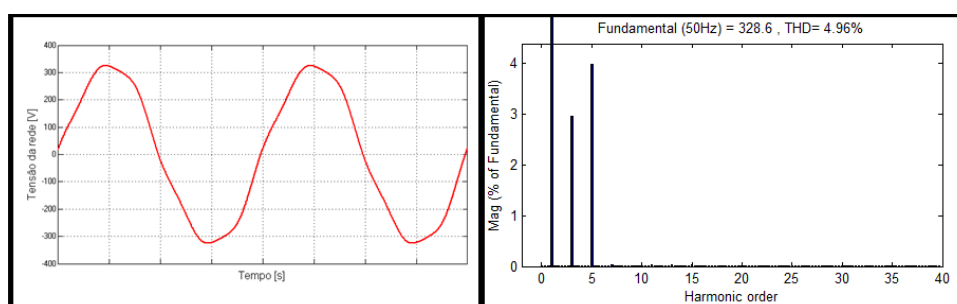 Tensão da rede [V]
400
300
200
100
0
-100
-200
-300
-400
Tempo [s]
Fundamental (50Hz) = 328.6 , THD= 4.96%
Mag (% of Fundamental)
4
3
2
1
0
0 5 10 15 20 25 30 35 40
Harmonic order